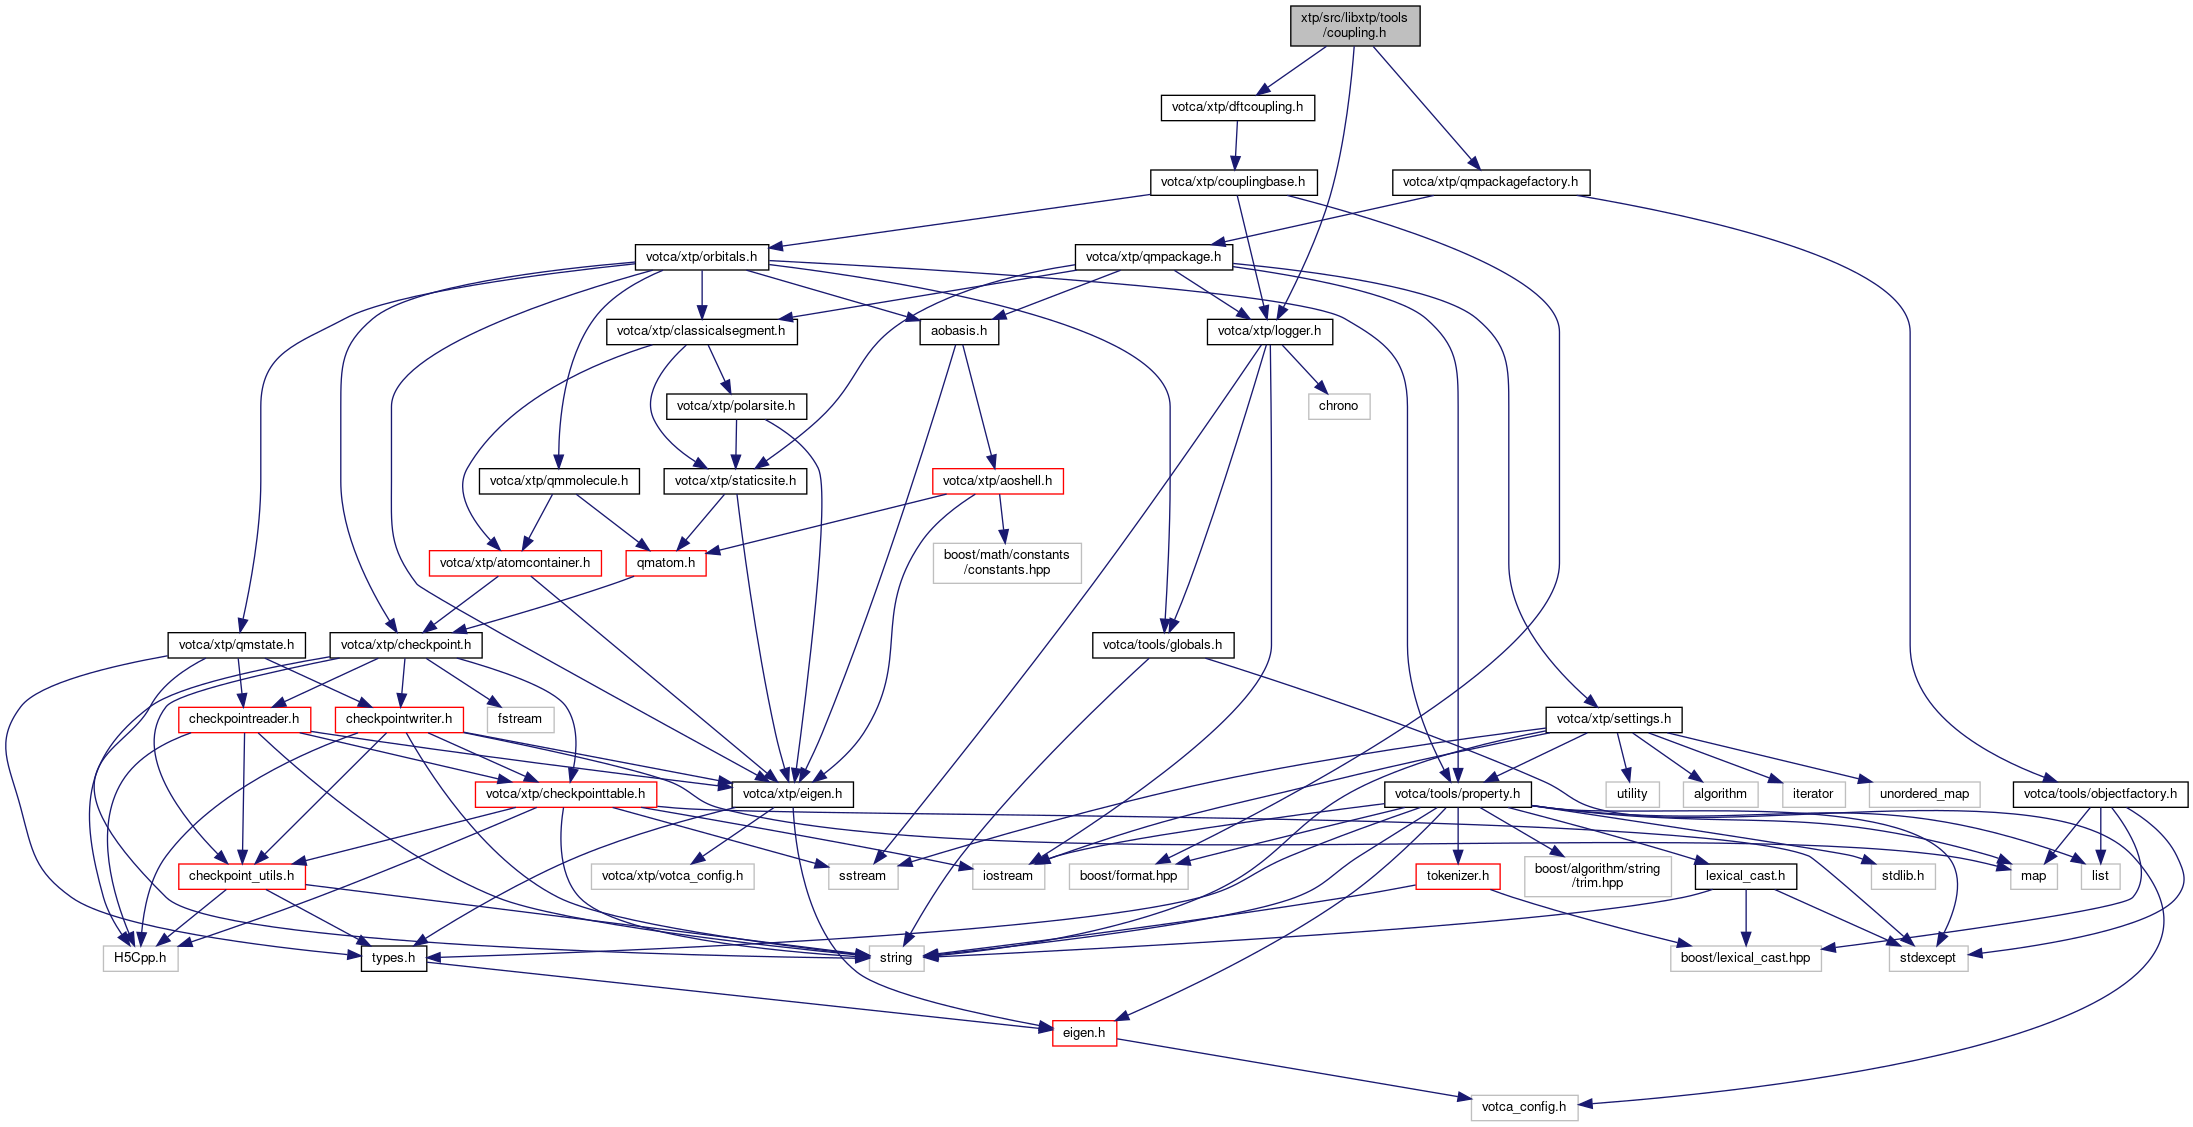 xtp/src/libxtp/tools
/coupling.h
votca/xtp/dftcoupling.h
votca/xtp/couplingbase.h
votca/xtp/qmpackagefactory.h
votca/xtp/orbitals.h
votca/xtp/qmpackage.h
votca/xtp/classicalsegment.h
aobasis.h
votca/xtp/logger.h
votca/xtp/polarsite.h
chrono
votca/xtp/qmmolecule.h
votca/xtp/staticsite.h
votca/xtp/aoshell.h
votca/xtp/atomcontainer.h
qmatom.h
boost/math/constants
/constants.hpp
votca/xtp/qmstate.h
votca/xtp/checkpoint.h
votca/tools/globals.h
checkpointreader.h
checkpointwriter.h
fstream
votca/xtp/settings.h
votca/xtp/checkpointtable.h
votca/xtp/eigen.h
votca/tools/property.h
utility
algorithm
iterator
unordered_map
votca/tools/objectfactory.h
checkpoint_utils.h
votca/xtp/votca_config.h
sstream
iostream
boost/format.hpp
tokenizer.h
boost/algorithm/string
/trim.hpp
lexical_cast.h
stdlib.h
map
list
H5Cpp.h
types.h
string
boost/lexical_cast.hpp
stdexcept
eigen.h
votca_config.h